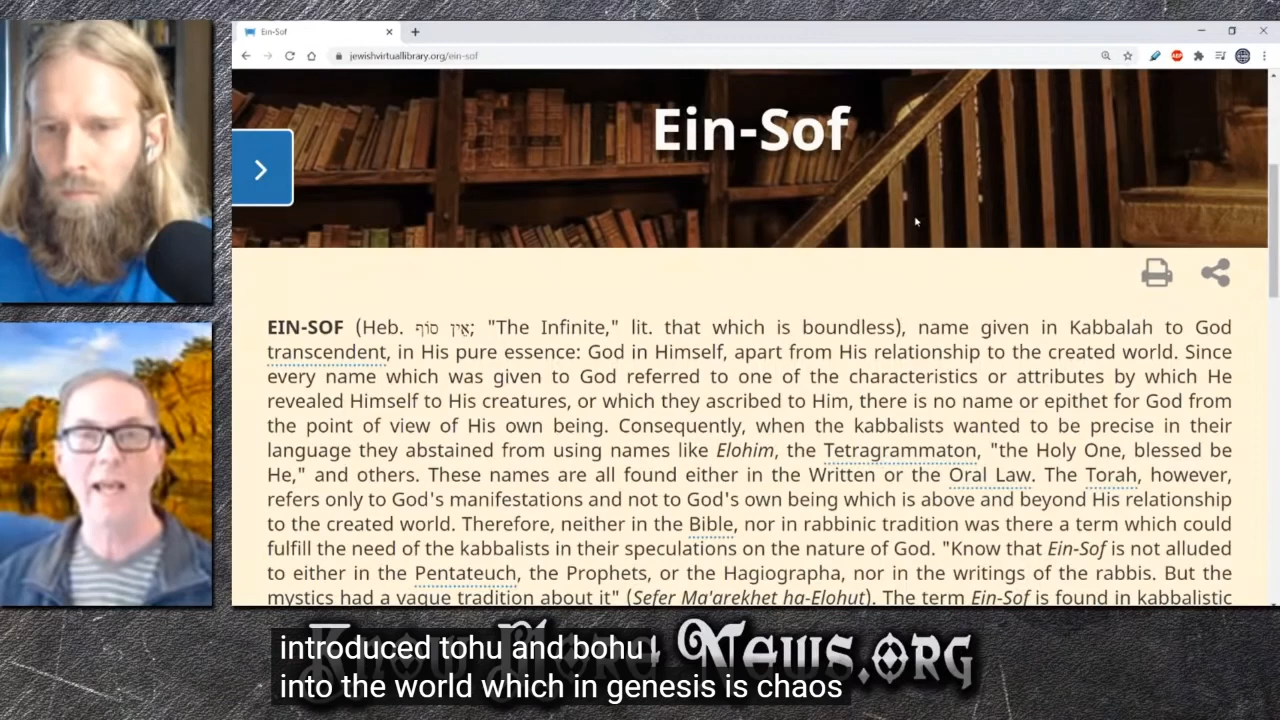 Ein-Sof
jewishvirtuallibrary.org/ein-sof
Ein-Sof
EIN-SOF (Heb. אֵין סוֹף; "The Infinite," lit. that which is boundless), name given in Kabbalah to God
transcendent, in His pure essence: God in Himself, apart from His relationship to the created world. Since
every name which was given to God referred to one of the characteristics or attributes by which He
revealed Himself to His creatures, or which they ascribed to Him, there is no name or epithet for God from
the point of view of His own being. Consequently, when the kabbalists wanted to be precise in their
language they abstained from using names like Elohim, the Tetragrammaton, "the Holy One, blessed be
He," and others. These names are all found either in the Written or the Oral Law. The Torah, however,
refers only to God's manifestations and not to God's own being which is above and beyond His relationship
to the created world. Therefore, neither in the Bible, nor in rabbinic tradition was there a term which could
fulfill the need of the kabbalists in their speculations on the nature of God. "Know that Ein-Sof is not alluded
to either in the Pentateuch, the Prophets, or the Hagiographa, nor in the writings of the rabbis. But the
mystics had a vague tradition about it" (Sefer Ma'arekhet ha-Elohut). The term Ein-Sof is found in kabbalistic
Know More News.org
introduced tohu and bohu
into the world which in genesis is chaos